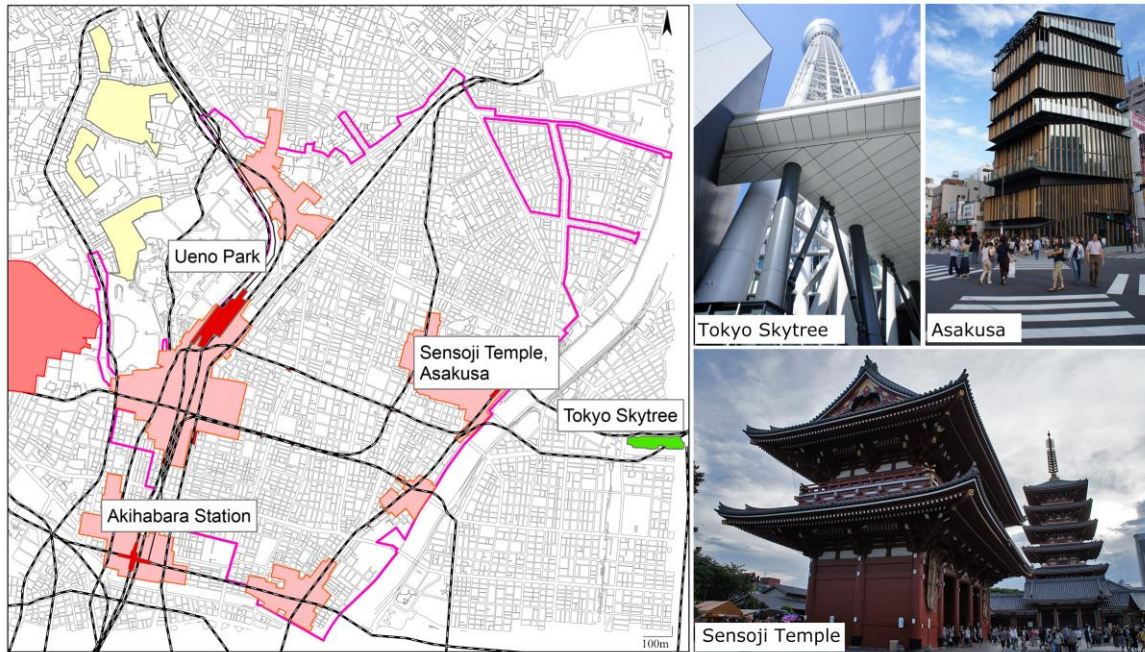 Ueno Park
Sensoji Temple,
Asakusa
Tokyo Skytree
Akihabara Station
100m
Tokyo Skytree
Asakusa
Sensoji Temple